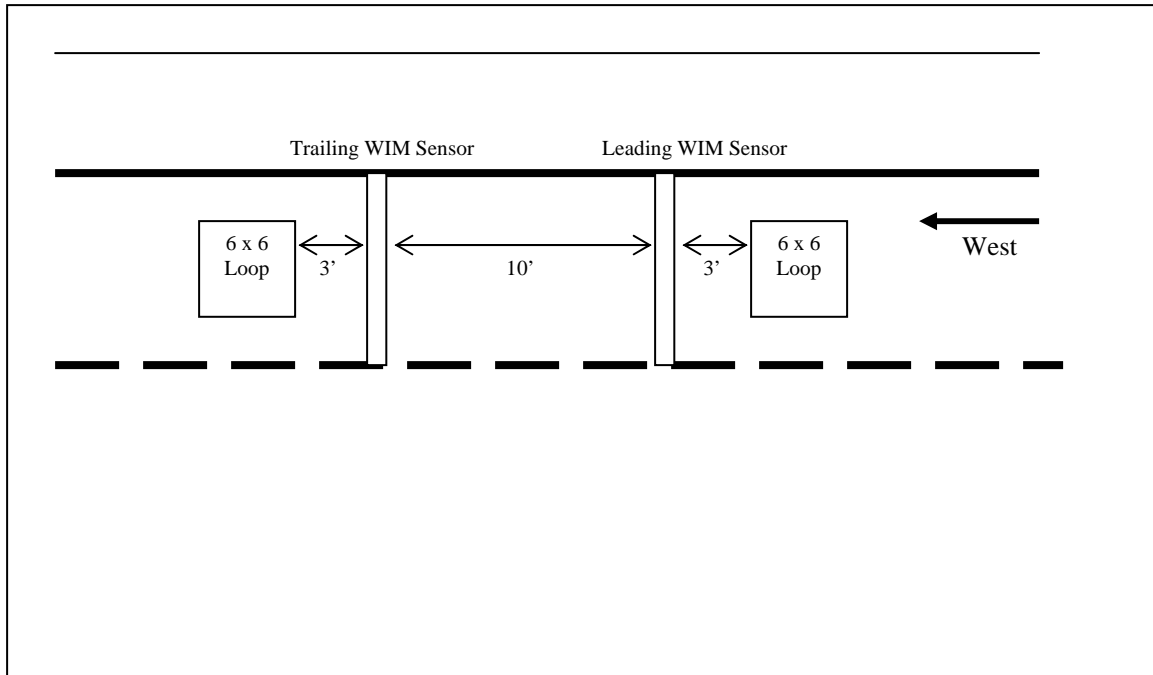 Trailing WIM Sensor
Leading WIM Sensor
6 x 6
Loop
3’
10’
3’
6 x 6
Loop
West